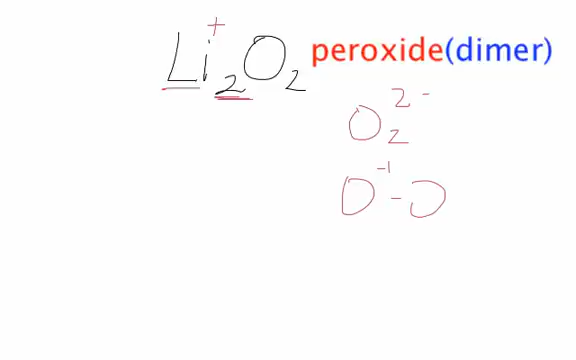 Li⁺₂O₂ peroxide(dimer)
O₂²⁻
O⁻¹-O